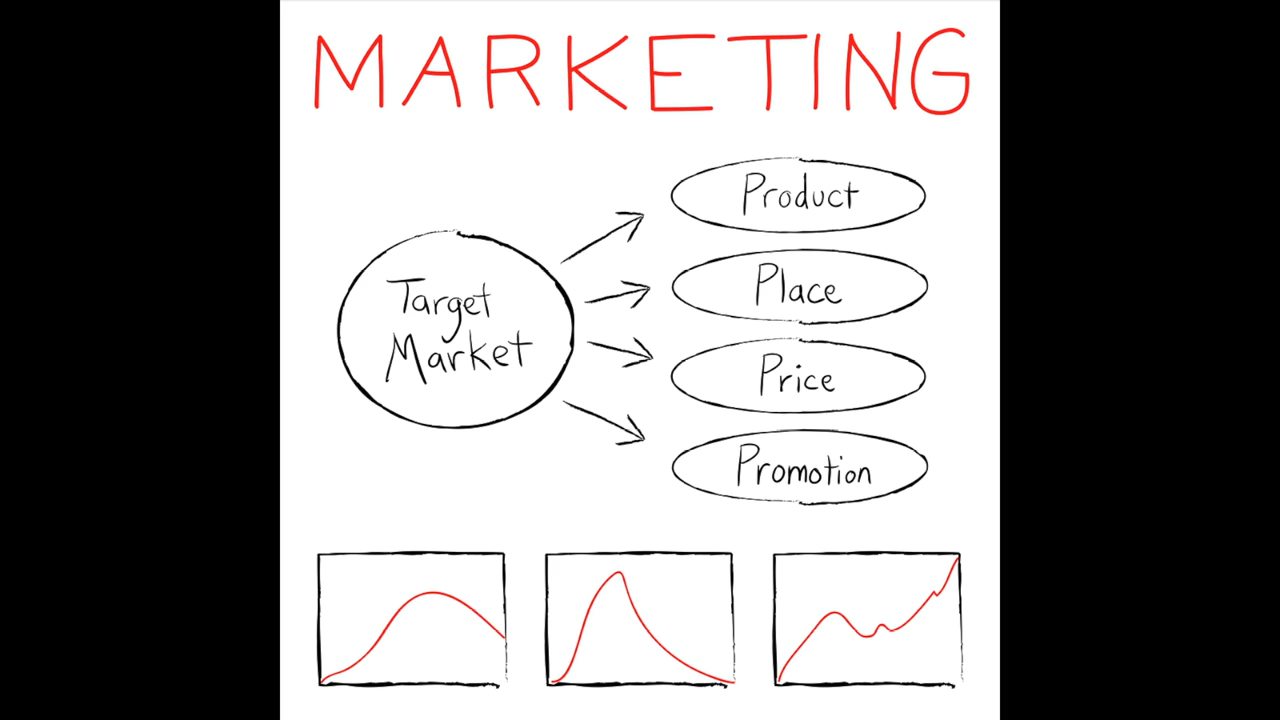 MARKETING
Target
Market
Product
Place
Price
Promotion